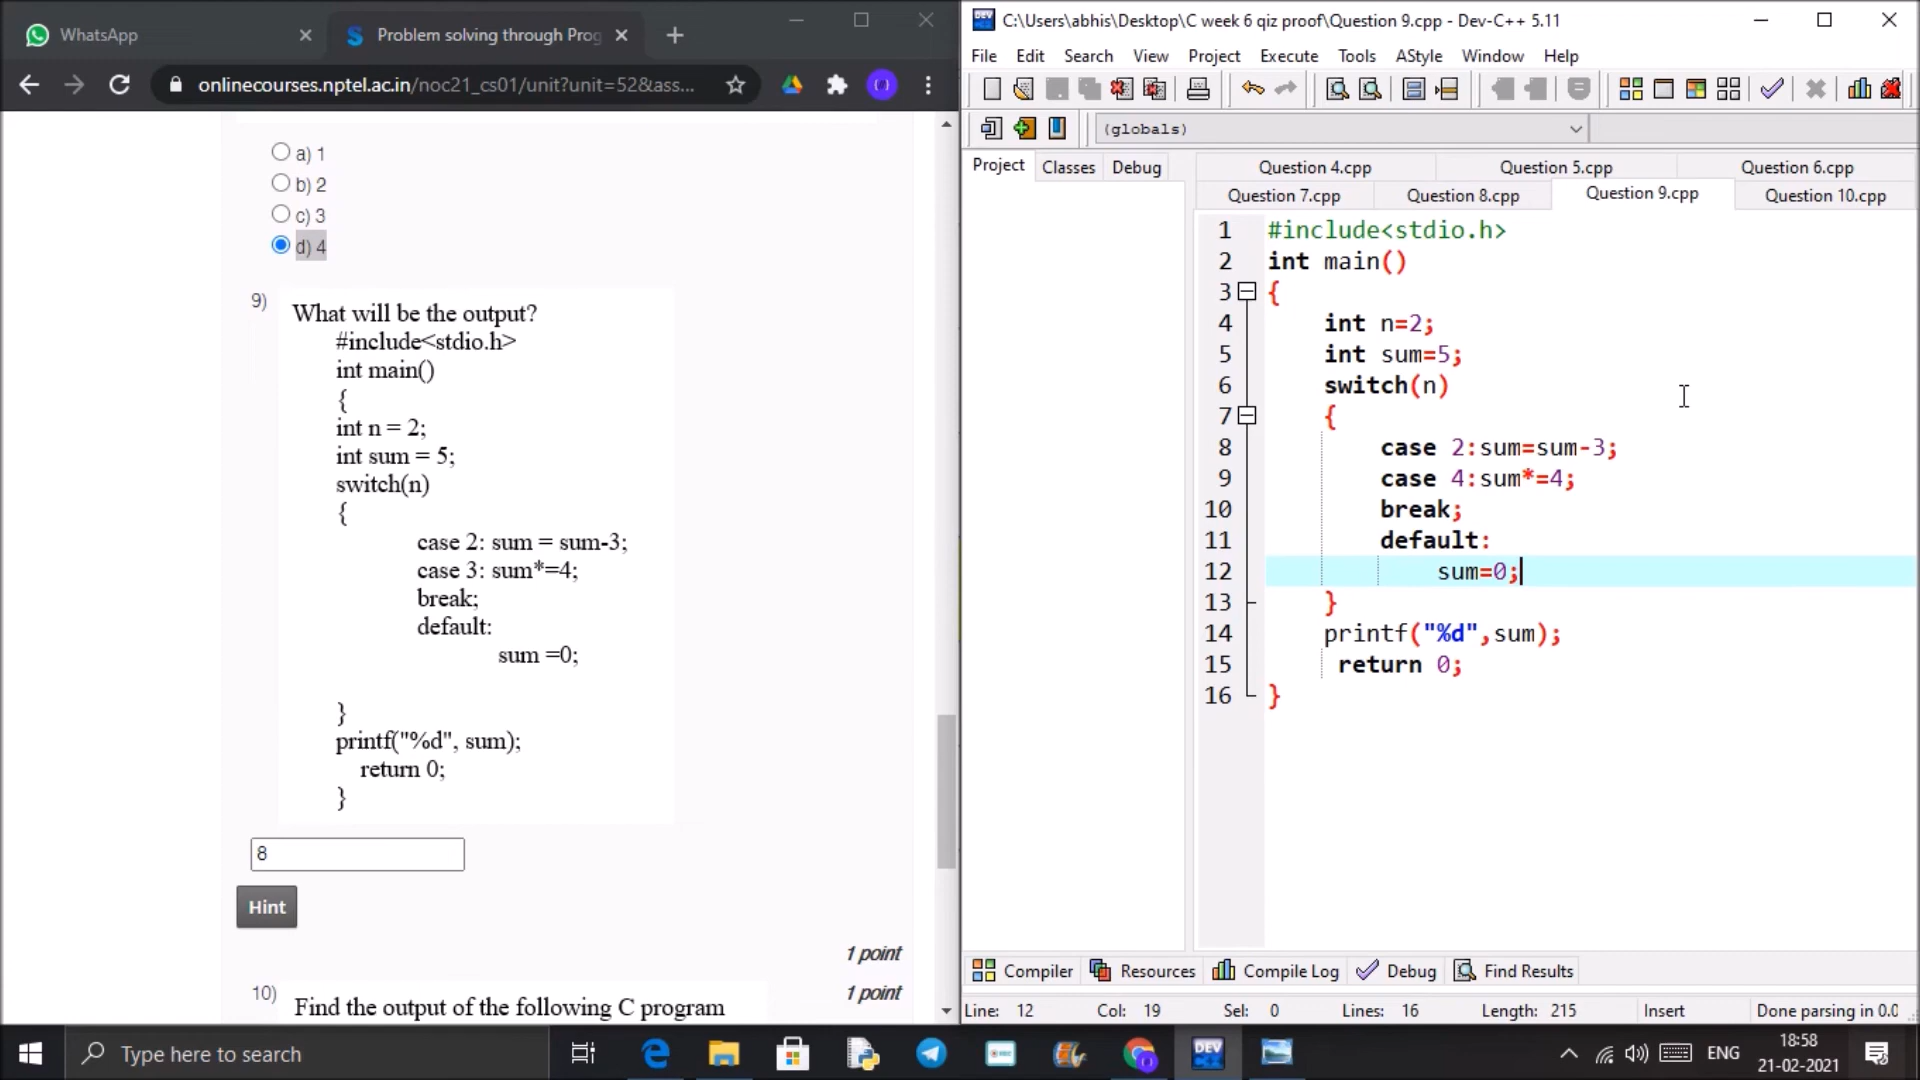 WhatsApp
Problem solving through Prog
onlinecourses.nptel.ac.in/noc21_cs01/unit?unit=52&ass...
a) 1
b) 2
c) 3
d) 4
9)
What will be the output?
#include<stdio.h>
int main()
{
int n = 2;
int sum = 5;
switch(n)
{
case 2: sum = sum-3;
case 3: sum*=4;
break;
default:
sum =0;
}
printf("%d", sum);
return 0;
}
8
Hint
1 point
10)
1 point
Find the output of the following C program
C:\Users\abhis\Desktop\C week 6 qiz proof\Question 9.cpp - Dev-C++ 5.11
File Edit Search View Project Execute Tools AStyle Window Help
(globals)
Project Classes Debug
Question 4.cpp Question 5.cpp Question 6.cpp
Question 7.cpp Question 8.cpp Question 9.cpp Question 10.cpp
1 #include<stdio.h>
2 int main()
3 {
4 int n=2;
5 int sum=5;
6 switch(n)
7 {
8 case 2:sum=sum-3;
9 case 4:sum*=4;
10 break;
11 default:
12 sum=0;
13 }
14 printf("%d",sum);
15 return 0;
16 }
Compiler Resources Compile Log Debug Find Results
Line: 12 Col: 19 Sel: 0 Lines: 16 Length: 215 Insert Done parsing in 0.0
Type here to search
DEV
ENG
18:58
21-02-2021